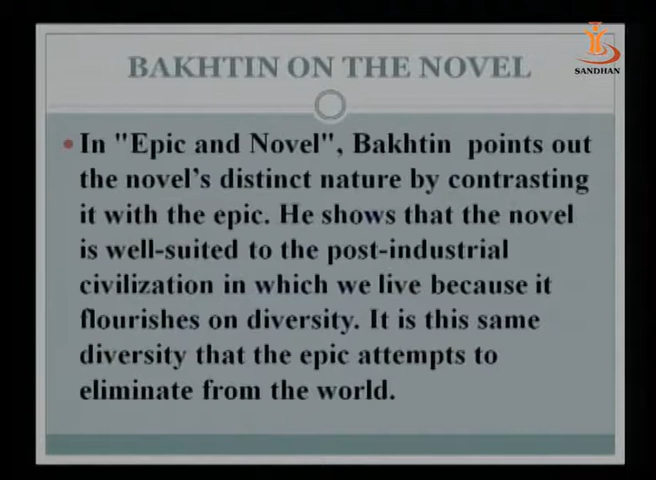 SANDHAN
BAKHTIN ON THE NOVEL
• In "Epic and Novel", Bakhtin points out
the novel's distinct nature by contrasting
it with the epic. He shows that the novel
is well-suited to the post-industrial
civilization in which we live because it
flourishes on diversity. It is this same
diversity that the epic attempts to
eliminate from the world.